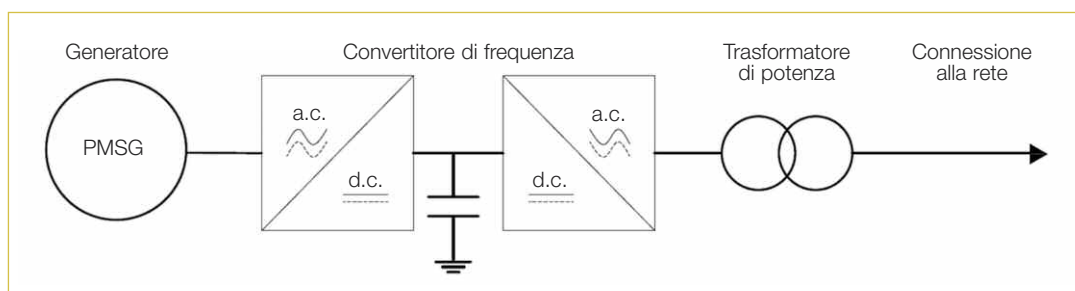 Generatore
Convertitore di frequenza
Trasformatore
di potenza
Connessione
alla rete
PMSG
a.c.
d.c.
a.c.
d.c.